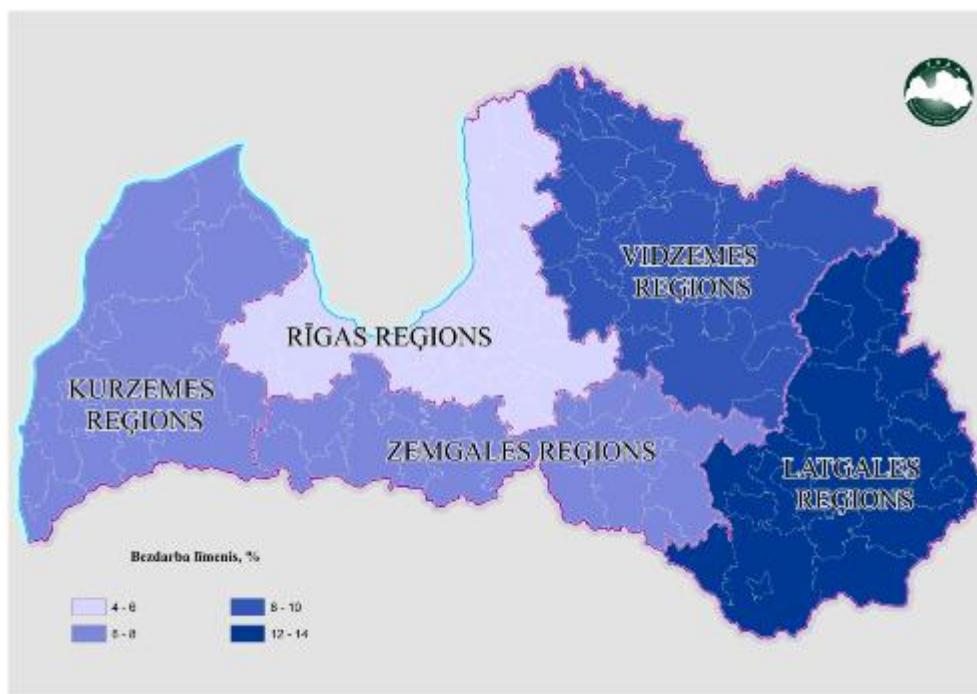 VIDZEMES
REĢIONS
RĪGAS REĢIONS
KURZEMES
REĢIONS
ZEMGALES REĢIONS
LATGALES
REĢIONS
Bezdarba līmenis, %
4 - 6
8 - 10
6 - 8
12 - 14